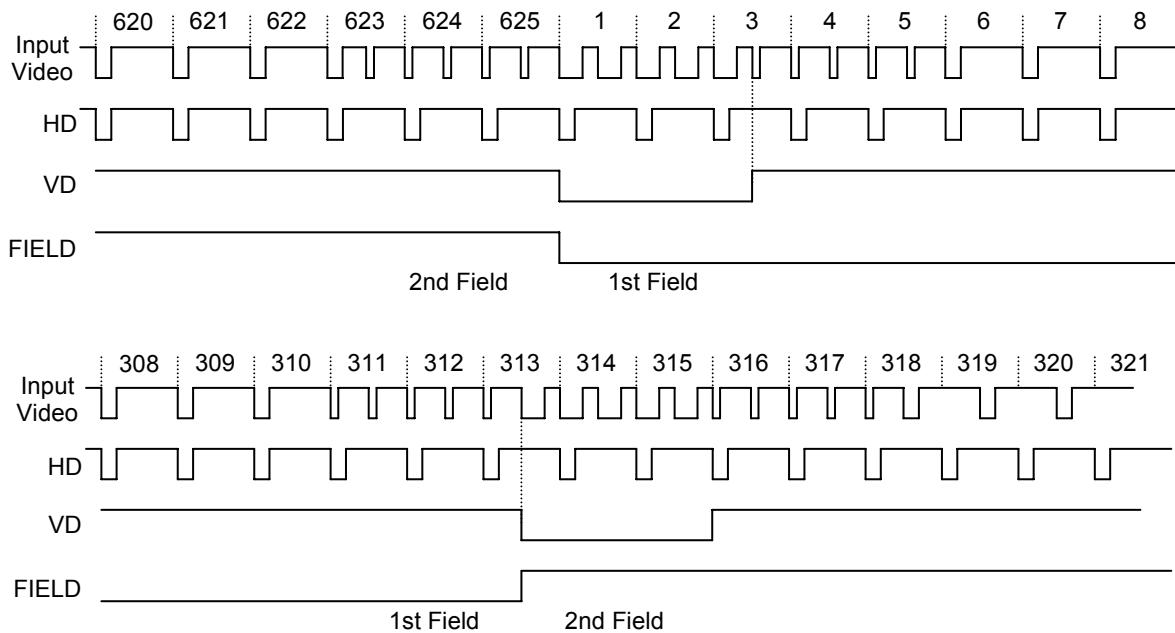 620 621 622 623 624 625 1 2 3 4 5 6 7 8
Input
Video
HD
VD
FIELD
2nd Field 1st Field
308 309 310 311 312 313 314 315 316 317 318 319 320 321
Input
Video
HD
VD
FIELD
1st Field 2nd Field